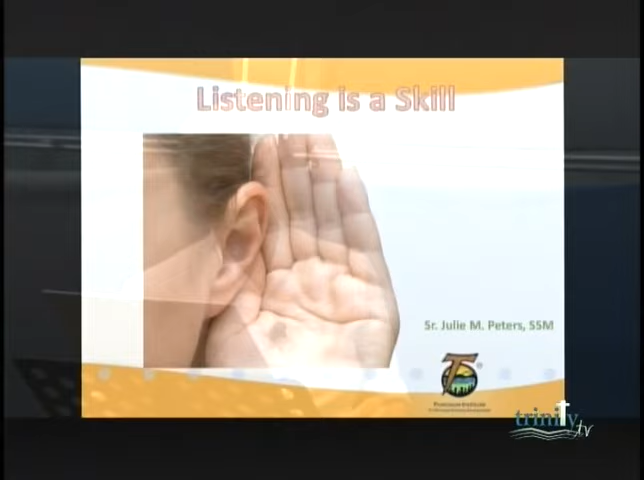 Listening is a Skill
Sr. Julie M. Peters, SSM
trinity
tv